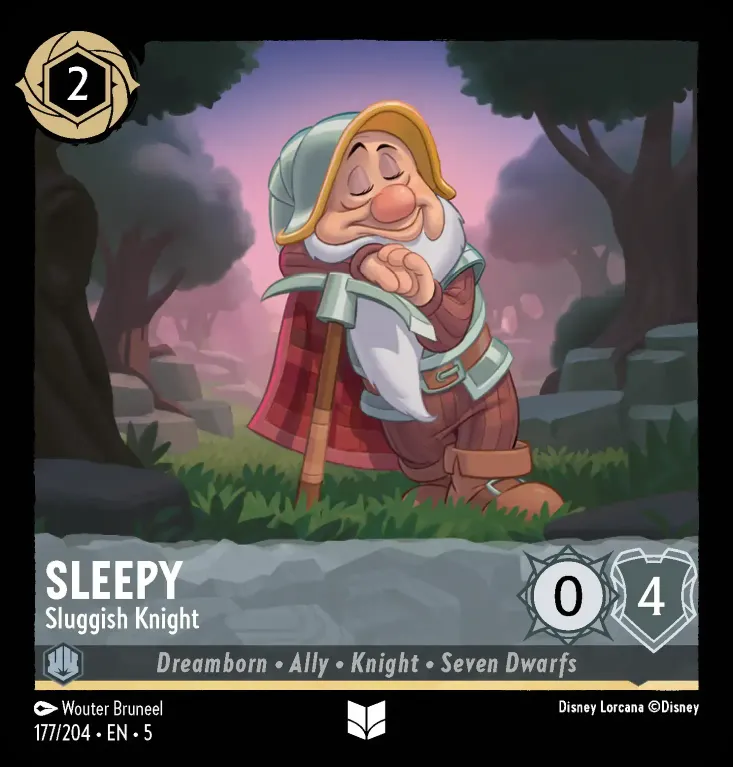 2
SLEEPY
Sluggish Knight
0
4
Dreamborn • Ally • Knight • Seven Dwarfs
Wouter Bruneel
Disney Lorcana ©Disney
177/204 • EN • 5